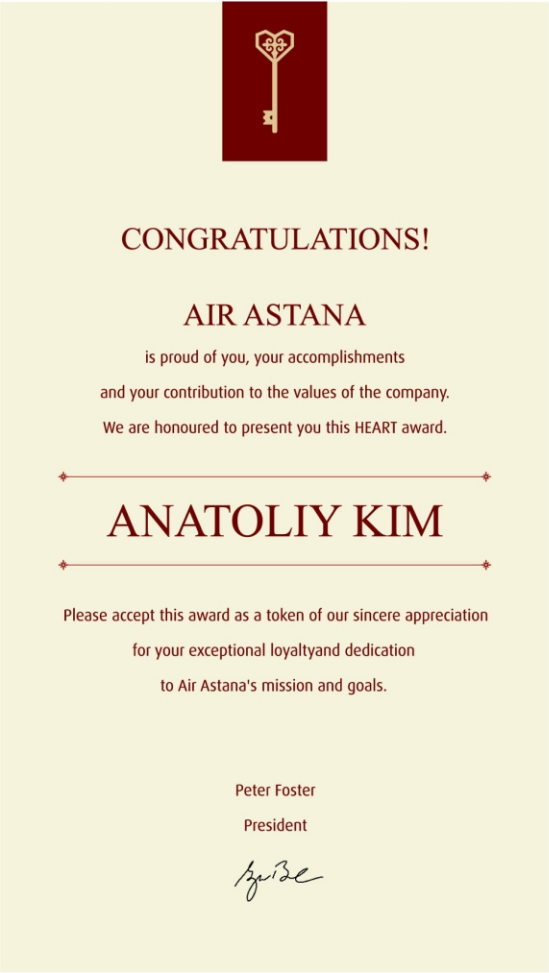 CONGRATULATIONS!
AIR ASTANA
is proud of you, your accomplishments
and your contribution to the values of the company.
We are honoured to present you this HEART award.
ANATOLIY KIM
Please accept this award as a token of our sincere appreciation
for your exceptional loyaltyand dedication
to Air Astana's mission and goals.
Peter Foster
President